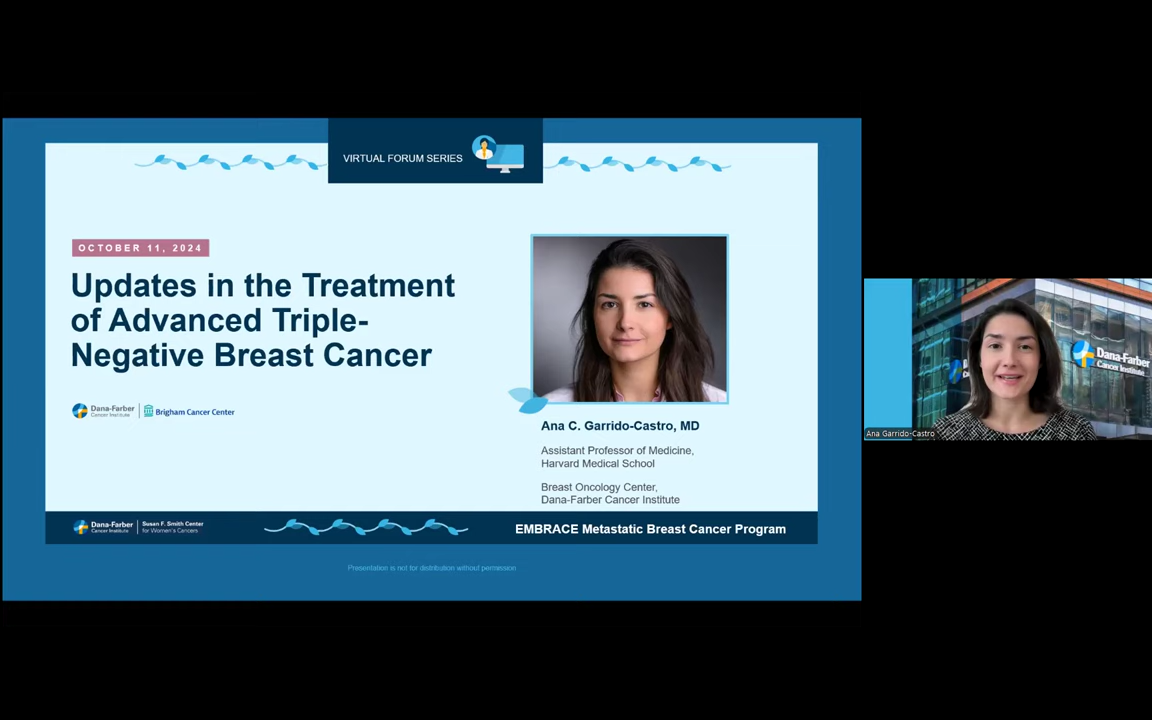 VIRTUAL FORUM SERIES
OCTOBER 11, 2024
Updates in the Treatment
of Advanced Triple-
Negative Breast Cancer
Dana-Farber
Cancer Institute
Brigham Cancer Center
Ana C. Garrido-Castro, MD
Assistant Professor of Medicine,
Harvard Medical School
Breast Oncology Center,
Dana-Farber Cancer Institute
Dana-Farber
Cancer Institute
Susan F. Smith Center
for Women's Cancers
EMBRACE Metastatic Breast Cancer Program
Presentation is not for distribution without permission
Dana-Farber
Cancer Institute
Ana Garrido-Castro